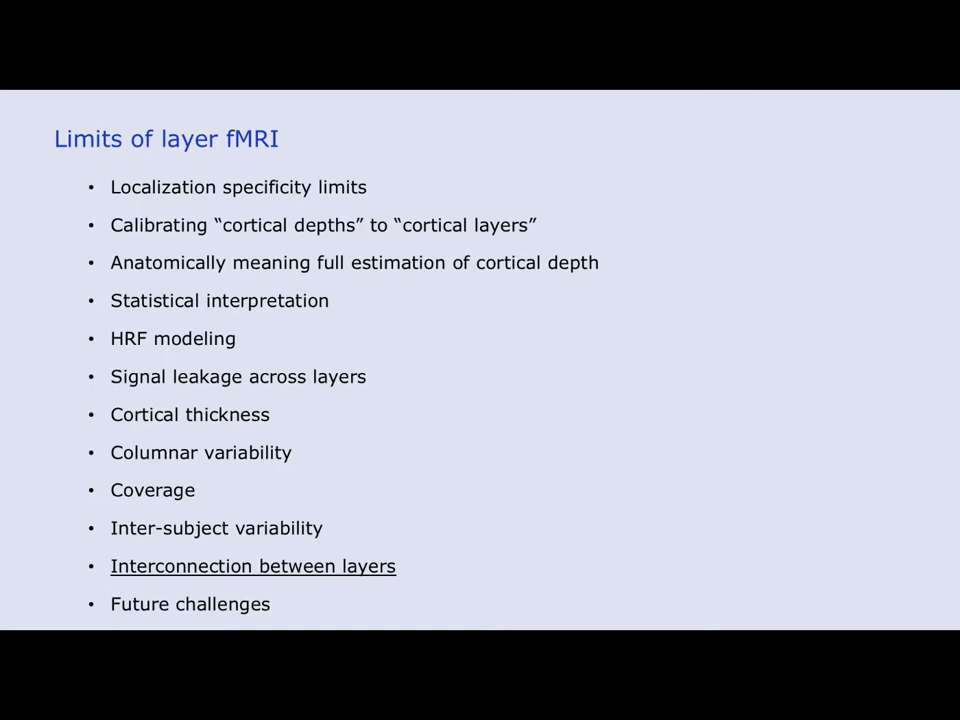 Limits of layer fMRI
• Localization specificity limits
• Calibrating “cortical depths” to “cortical layers”
• Anatomically meaning full estimation of cortical depth
• Statistical interpretation
• HRF modeling
• Signal leakage across layers
• Cortical thickness
• Columnar variability
• Coverage
• Inter-subject variability
• Interconnection between layers
• Future challenges